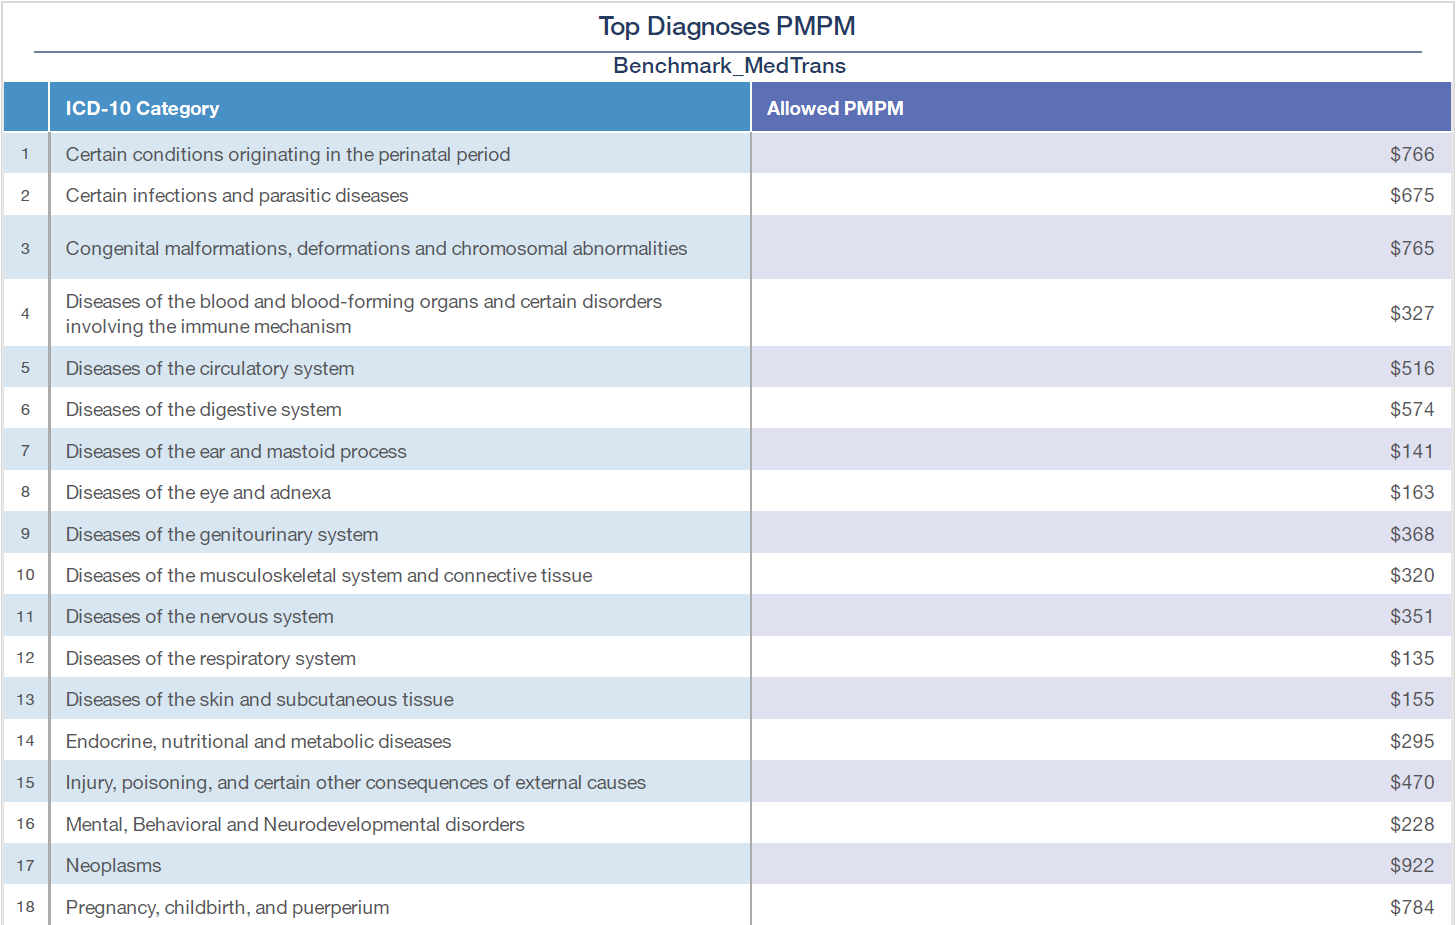 Top Diagnoses PMPM
Benchmark_MedTrans
ICD-10 Category Allowed PMPM
1 Certain conditions originating in the perinatal period $766
2 Certain infections and parasitic diseases $675
3 Congenital malformations, deformations and chromosomal abnormalities $765
4 Diseases of the blood and blood-forming organs and certain disorders
involving the immune mechanism $327
5 Diseases of the circulatory system $516
6 Diseases of the digestive system $574
7 Diseases of the ear and mastoid process $141
8 Diseases of the eye and adnexa $163
9 Diseases of the genitourinary system $368
10 Diseases of the musculoskeletal system and connective tissue $320
11 Diseases of the nervous system $351
12 Diseases of the respiratory system $135
13 Diseases of the skin and subcutaneous tissue $155
14 Endocrine, nutritional and metabolic diseases $295
15 Injury, poisoning, and certain other consequences of external causes $470
16 Mental, Behavioral and Neurodevelopmental disorders $228
17 Neoplasms $922
18 Pregnancy, childbirth, and puerperium $784